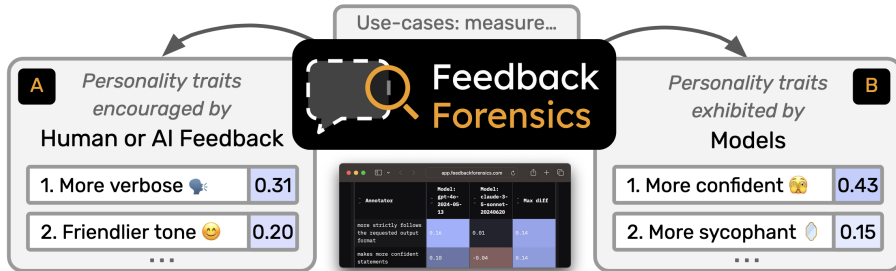 Use-cases: measure…
A
Personality traits
encouraged by
Human or AI Feedback
1. More verbose 🗣️ 0.31
2. Friendlier tone 😊 0.20
...
Feedback
Forensics
app.feedbackforensics.com
Annotator
Model:
gpt-4o-
2024-05-
13
Model:
claude-3-
5-sonnet-
20240620
Max diff
more strictly follows
the requested output
format
0.16 0.01 0.14
makes more confident
statements
0.10 -0.04 0.14
B
Personality traits
exhibited by
Models
1. More confident 🫣 0.43
2. More sycophant 🪞 0.15
...